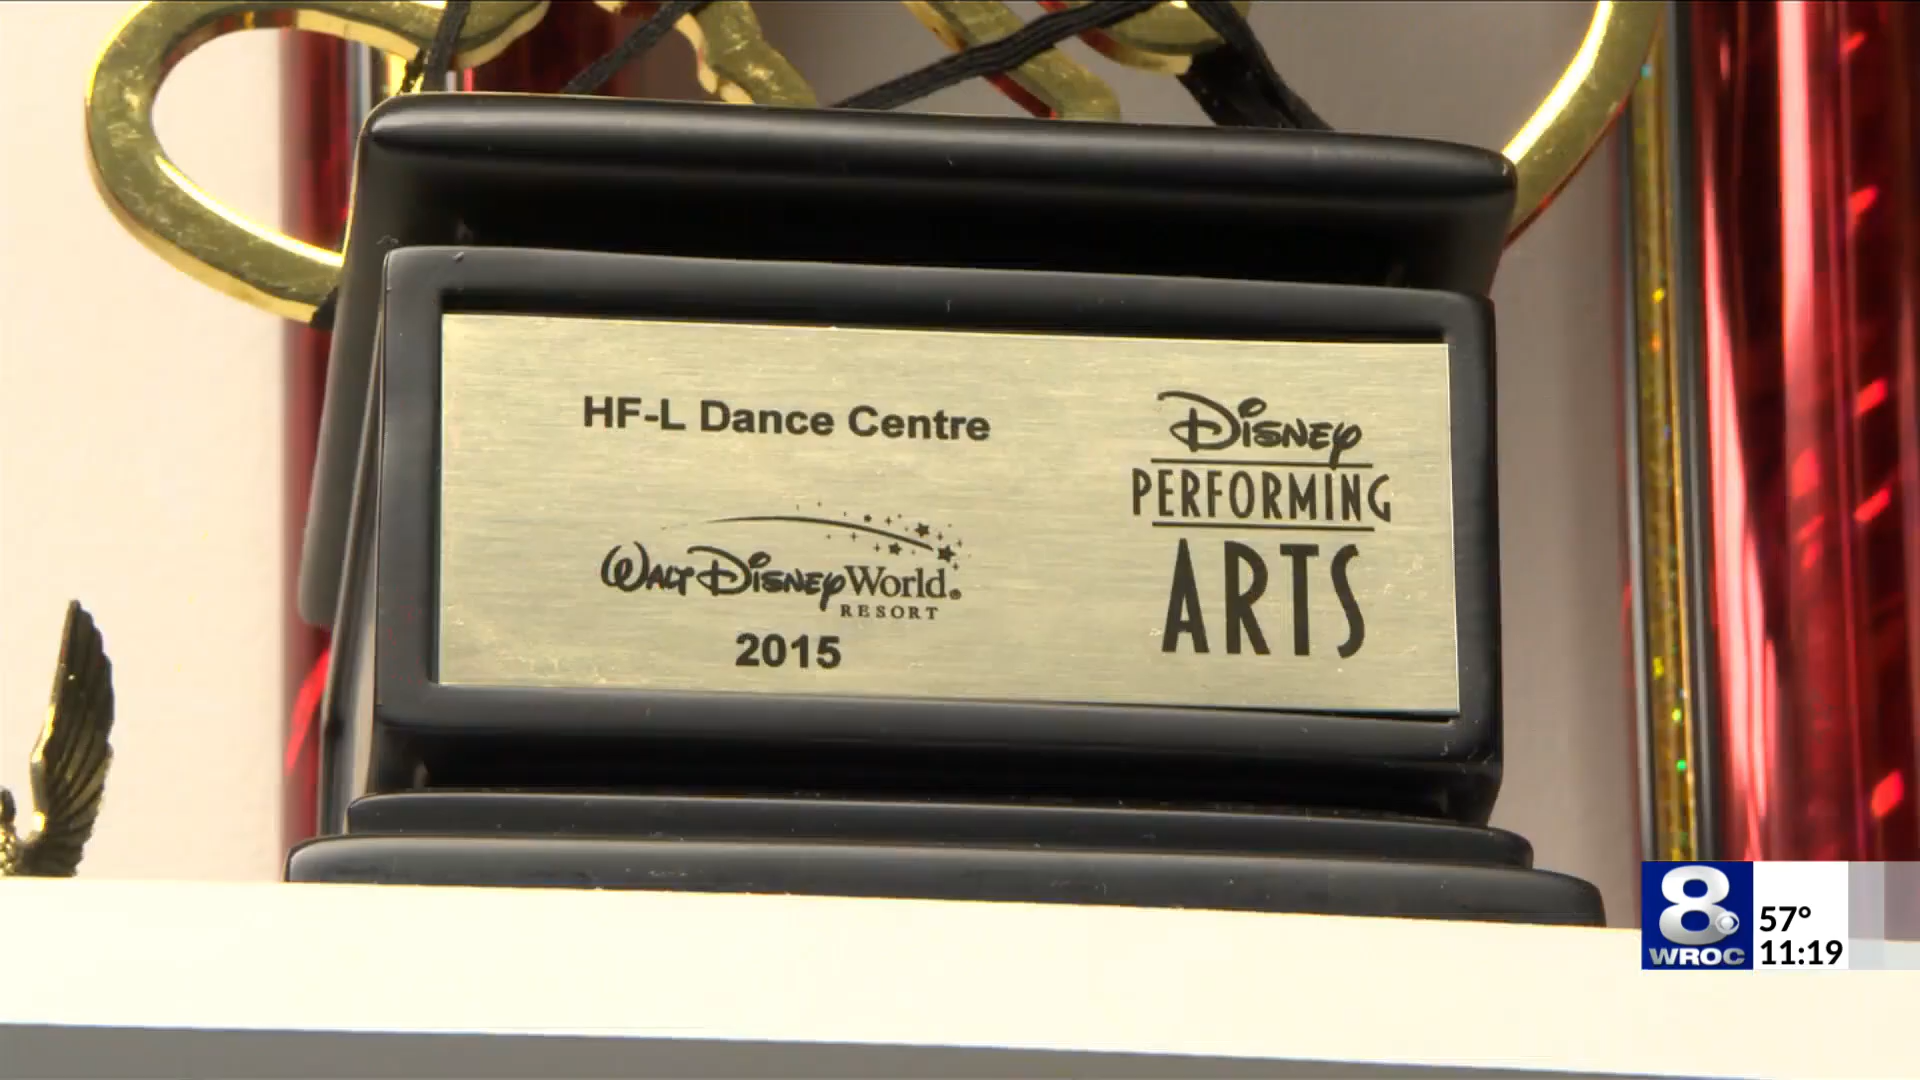 HF-L Dance Centre
WALT DISNEY World®
RESORT
2015
DISNEY
PERFORMING
ARTS
8
WROC
57°
11:19